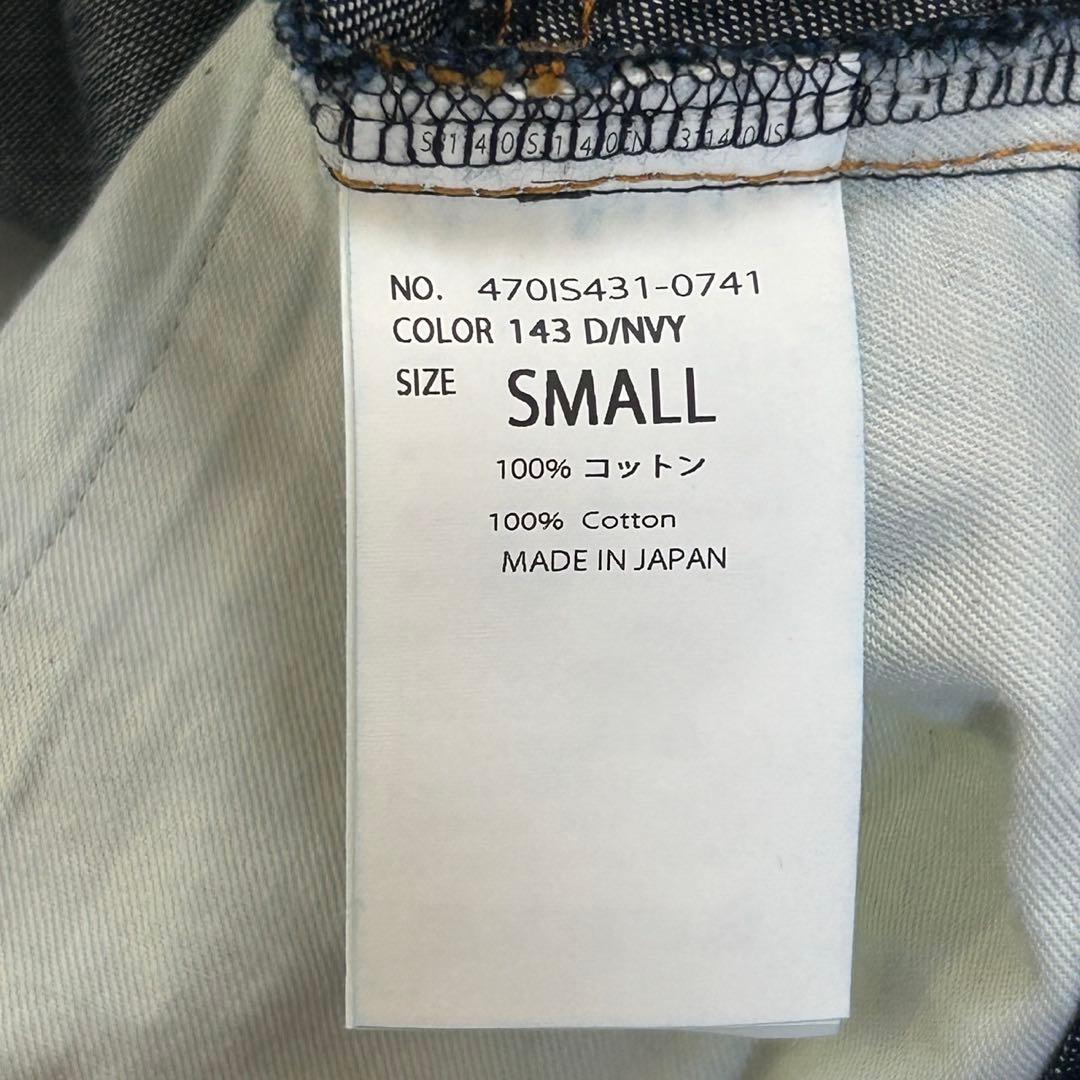 NO. 470IS431-0741
COLOR 143 D/NVY
SIZE SMALL
100% コットン
100% Cotton
MADE IN JAPAN